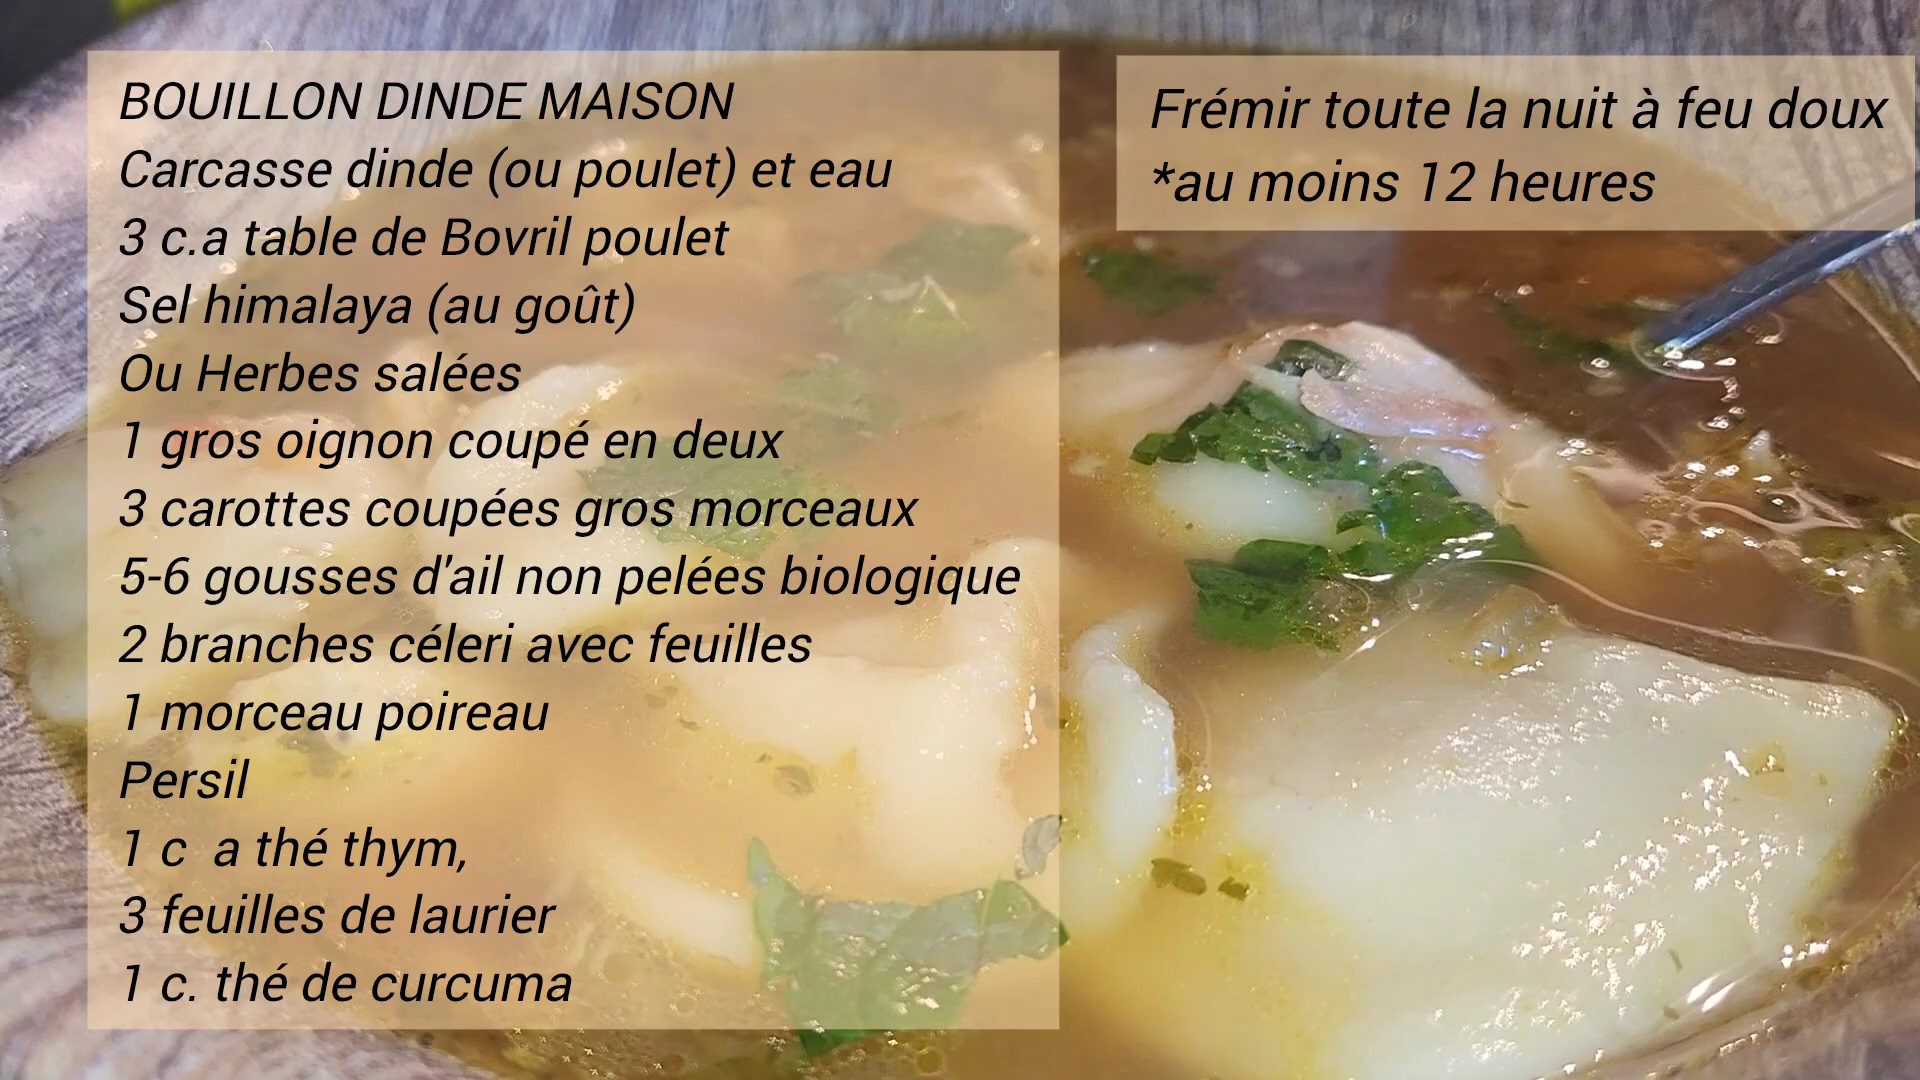 BOUILLON DINDE MAISON
Carcasse dinde (ou poulet) et eau
3 c.a table de Bovril poulet
Sel himalaya (au goût)
Ou Herbes salées
1 gros oignon coupé en deux
3 carottes coupées gros morceaux
5-6 gousses d'ail non pelées biologique
2 branches céleri avec feuilles
1 morceau poireau
Persil
1 c  a thé thym,
3 feuilles de laurier
1 c. thé de curcuma
Frémir toute la nuit à feu doux
*au moins 12 heures